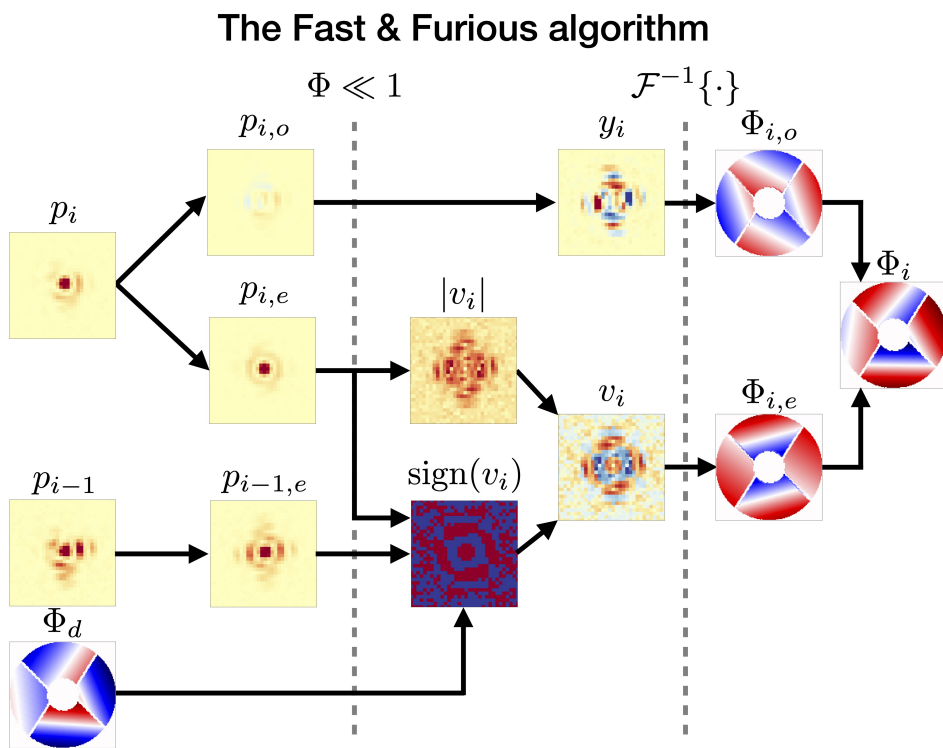 The Fast & Furious algorithm
Φ ≪ 1
ℱ⁻¹{·}
p_{i,o}
y_i
Φ_{i,o}
p_i
Φ_i
p_{i,e}
|v_i|
v_i
Φ_{i,e}
p_{i−1}
p_{i−1,e}
sign(v_i)
Φ_d